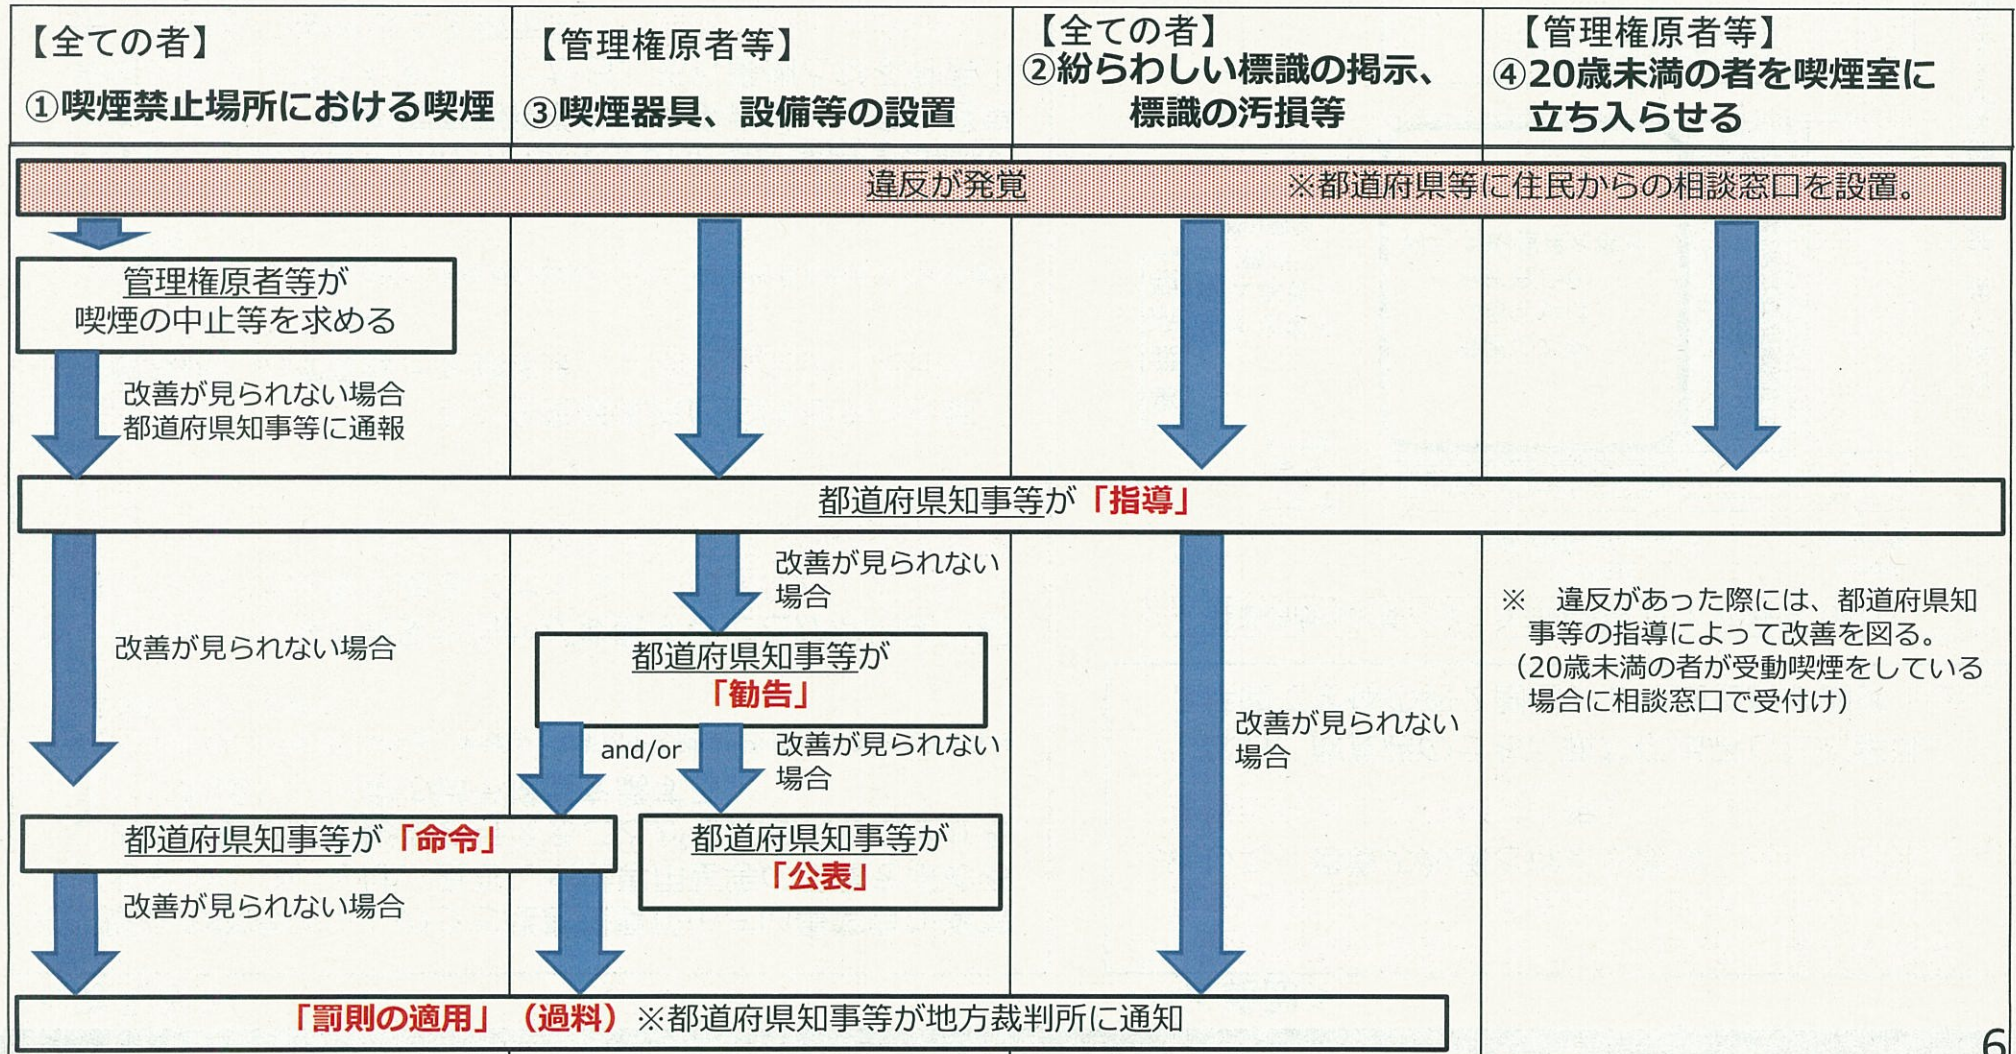 【全ての者】
①喫煙禁止場所における喫煙
【管理権原者等】
③喫煙器具、設備等の設置
【全ての者】
②紛らわしい標識の掲示、
標識の汚損等
【管理権原者等】
④20歳未満の者を喫煙室に
立ち入らせる
違反が発覚 ※都道府県等に住民からの相談窓口を設置。
管理権原者等が
喫煙の中止等を求める
改善が見られない場合
都道府県知事等に通報
都道府県知事等が「指導」
改善が見られない場合
改善が見られない
場合
都道府県知事等が
「勧告」
and/or
改善が見られない
場合
都道府県知事等が「命令」
都道府県知事等が
「公表」
改善が見られない場合
改善が見られない
場合
※ 違反があった際には、都道府県知
事等の指導によって改善を図る。
（20歳未満の者が受動喫煙をしている
場合に相談窓口で受付け）
「罰則の適用」（過料）※都道府県知事等が地方裁判所に通知
6